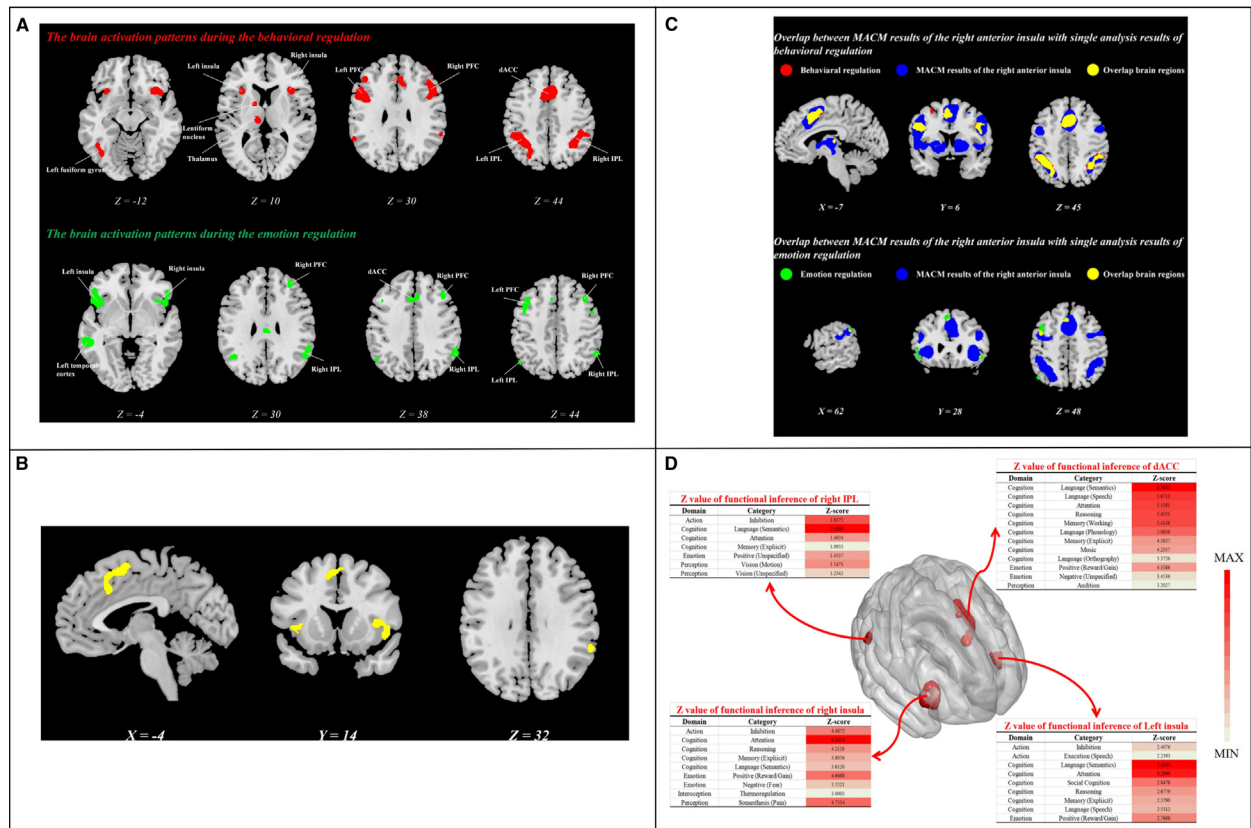 A
The brain activation patterns during the behavioral regulation
Left insula
Right insula
Left PFC
Right PFC
dACC
Lentiform
nucleus
Thalamus
Left fusiform gyrus
Left IPL
Right IPL
Z = -12
Z = 10
Z = 30
Z = 44
The brain activation patterns during the emotion regulation
Left insula
Right insula
Right PFC
dACC
Right PFC
Left PFC
Right PFC
Left temporal
cortex
Right IPL
Right IPL
Left IPL
Right IPL
Z = -4
Z = 30
Z = 38
Z = 44
B
X = -4
Y = 14
Z = 32
C
Overlap between MACM results of the right anterior insula with single analysis results of
behavioral regulation
Behaviaral regulation
MACM results of the right anterior insula
Overlap brain regions
X = -7
Y = 6
Z = 45
Overlap between MACM results of the right anterior insula with single analysis results of
emotion regulation
Emotion regulation
MACM results of the right anterior insula
Overlap brain regions
X = 62
Y = 28
Z = 48
D
Z value of functional inference of right IPL
Domain Category Z-score
Action Inhibition
Cognition Language (Semantics)
Cognition Attention
Cognition Memory (Expliicit)
Emotion Positive (Unspecified)
Perception Vision (Motion)
Perception Vision (Unspecified)
Z value of functional inference of dACC
Domain Category Z-score
Cognition Language (Semantics)
Cognition Language (Speech)
Cognition Attention
Cognition Reasoning
Cognition Memory (Working)
Cognition Language (Phonology)
Cognition Memory (Expliicit)
Cognition Music
Cognition Language (Orthography)
Emotion Positive (Reward/Gain)
Emotion Negative (Unspecified)
Perception Audition
MAX
MIN
Z value of functional inference of right insula
Domain Category Z-score
Action Inhibition
Cognition Attention
Cognition Reasoning
Cognition Memory (Expliicit)
Cognition Language (Semantics)
Emotion Positive (Reward/Gain)
Emotion Negative (Fear)
Interoception Thermoregulation
Perception Somesthesis (Pain)
Z value of functional inference of Left insula
Domain Category Z-score
Action Inhibition
Action Execution (Speech)
Cognition Language (Semantics)
Cognition Attention
Cognition Social Cognition
Cognition Reasoning
Cognition Memory (Expliicit)
Cognition Language (Speech)
Emotion Positive (Reward/Gain)